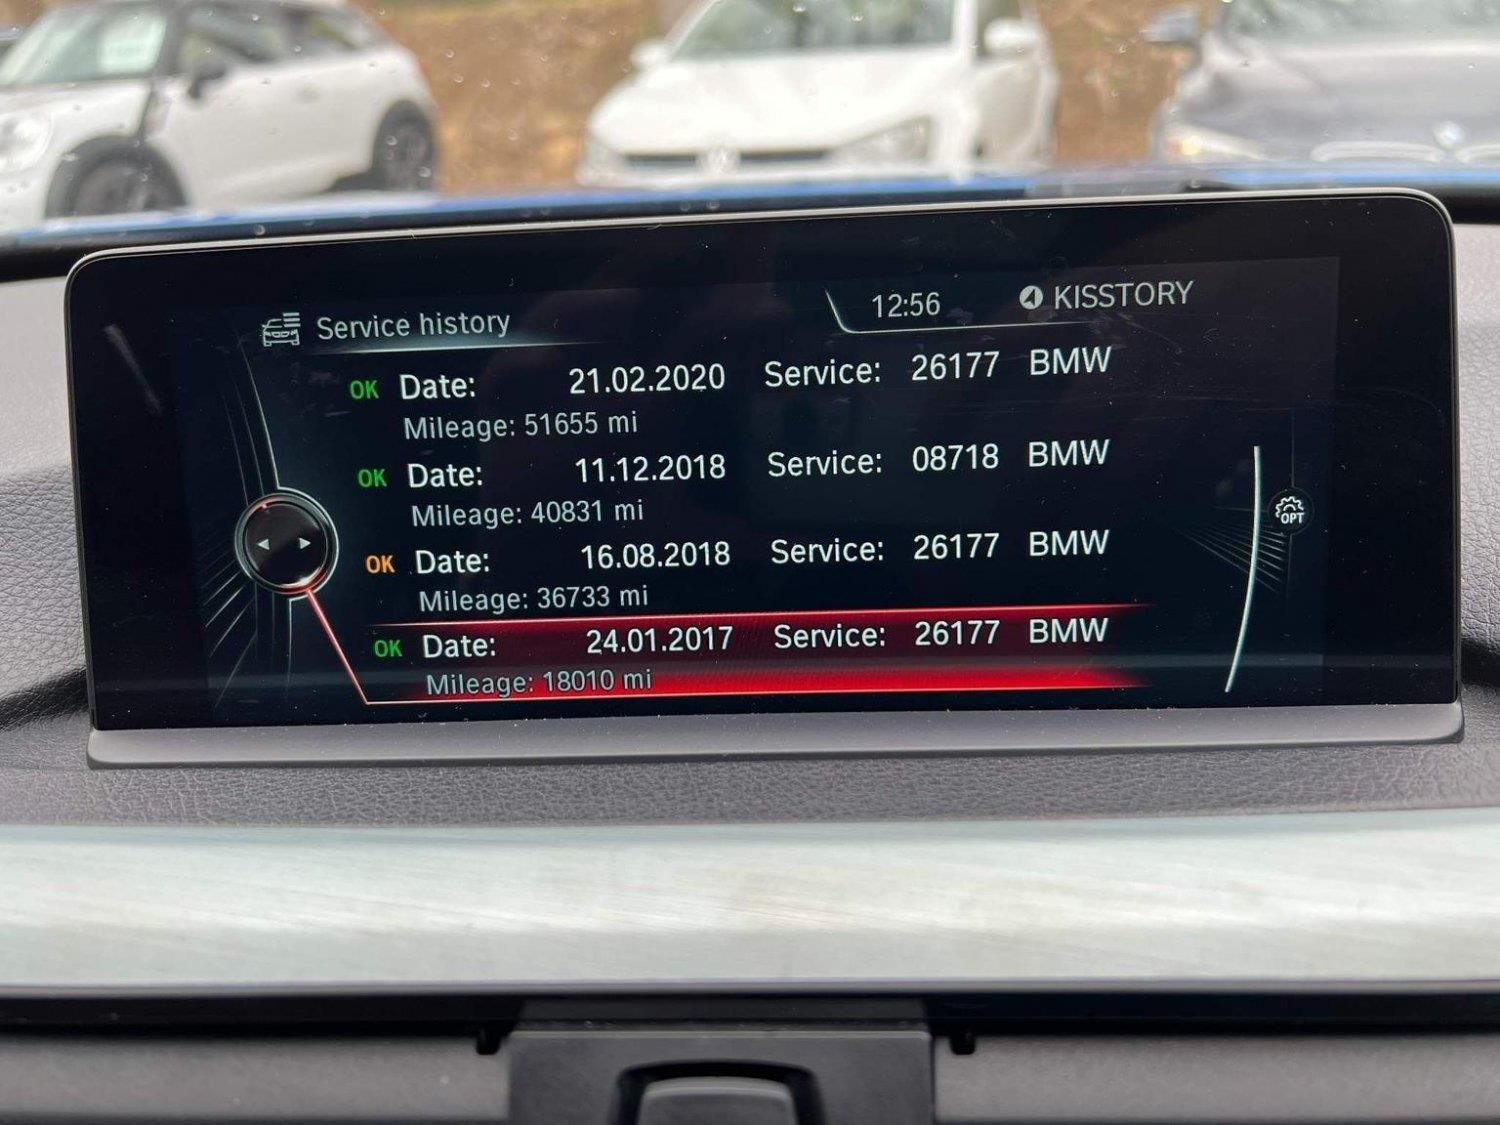 Service history 12:56 KISSTORY
OK Date: 21.02.2020 Service: 26177 BMW
Mileage: 51655 mi
OK Date: 11.12.2018 Service: 08718 BMW
Mileage: 40831 mi
OK Date: 16.08.2018 Service: 26177 BMW
Mileage: 36733 mi
OK Date: 24.01.2017 Service: 26177 BMW
Mileage: 18010 mi
OPT